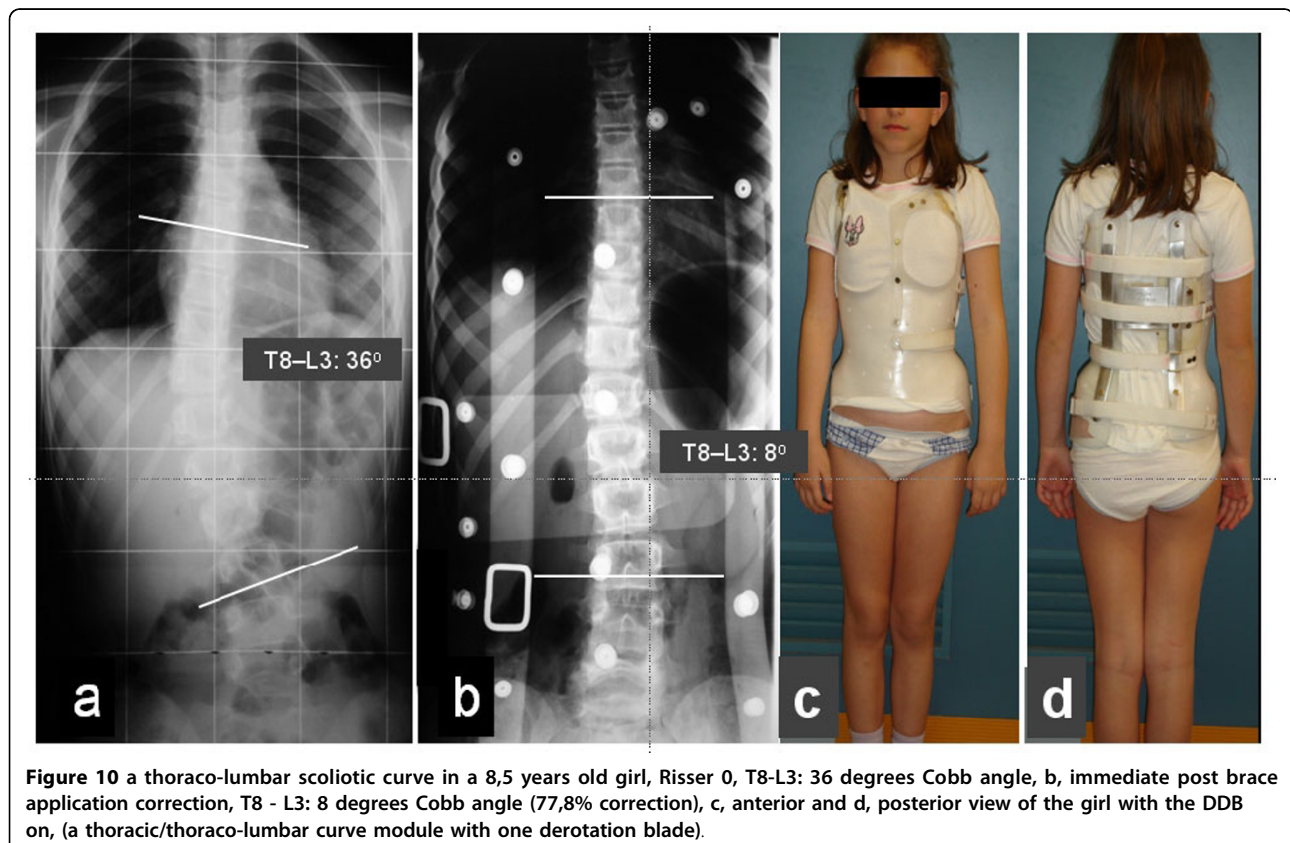 T8–L3: 36⁰
T8–L3: 8⁰
a
b
c
d
Figure 10 a thoraco-lumbar scoliotic curve in a 8,5 years old girl, Risser 0, T8-L3: 36 degrees Cobb angle, b, immediate post brace
application correction, T8 - L3: 8 degrees Cobb angle (77,8% correction), c, anterior and d, posterior view of the girl with the DDB
on, (a thoracic/thoraco-lumbar curve module with one derotation blade).